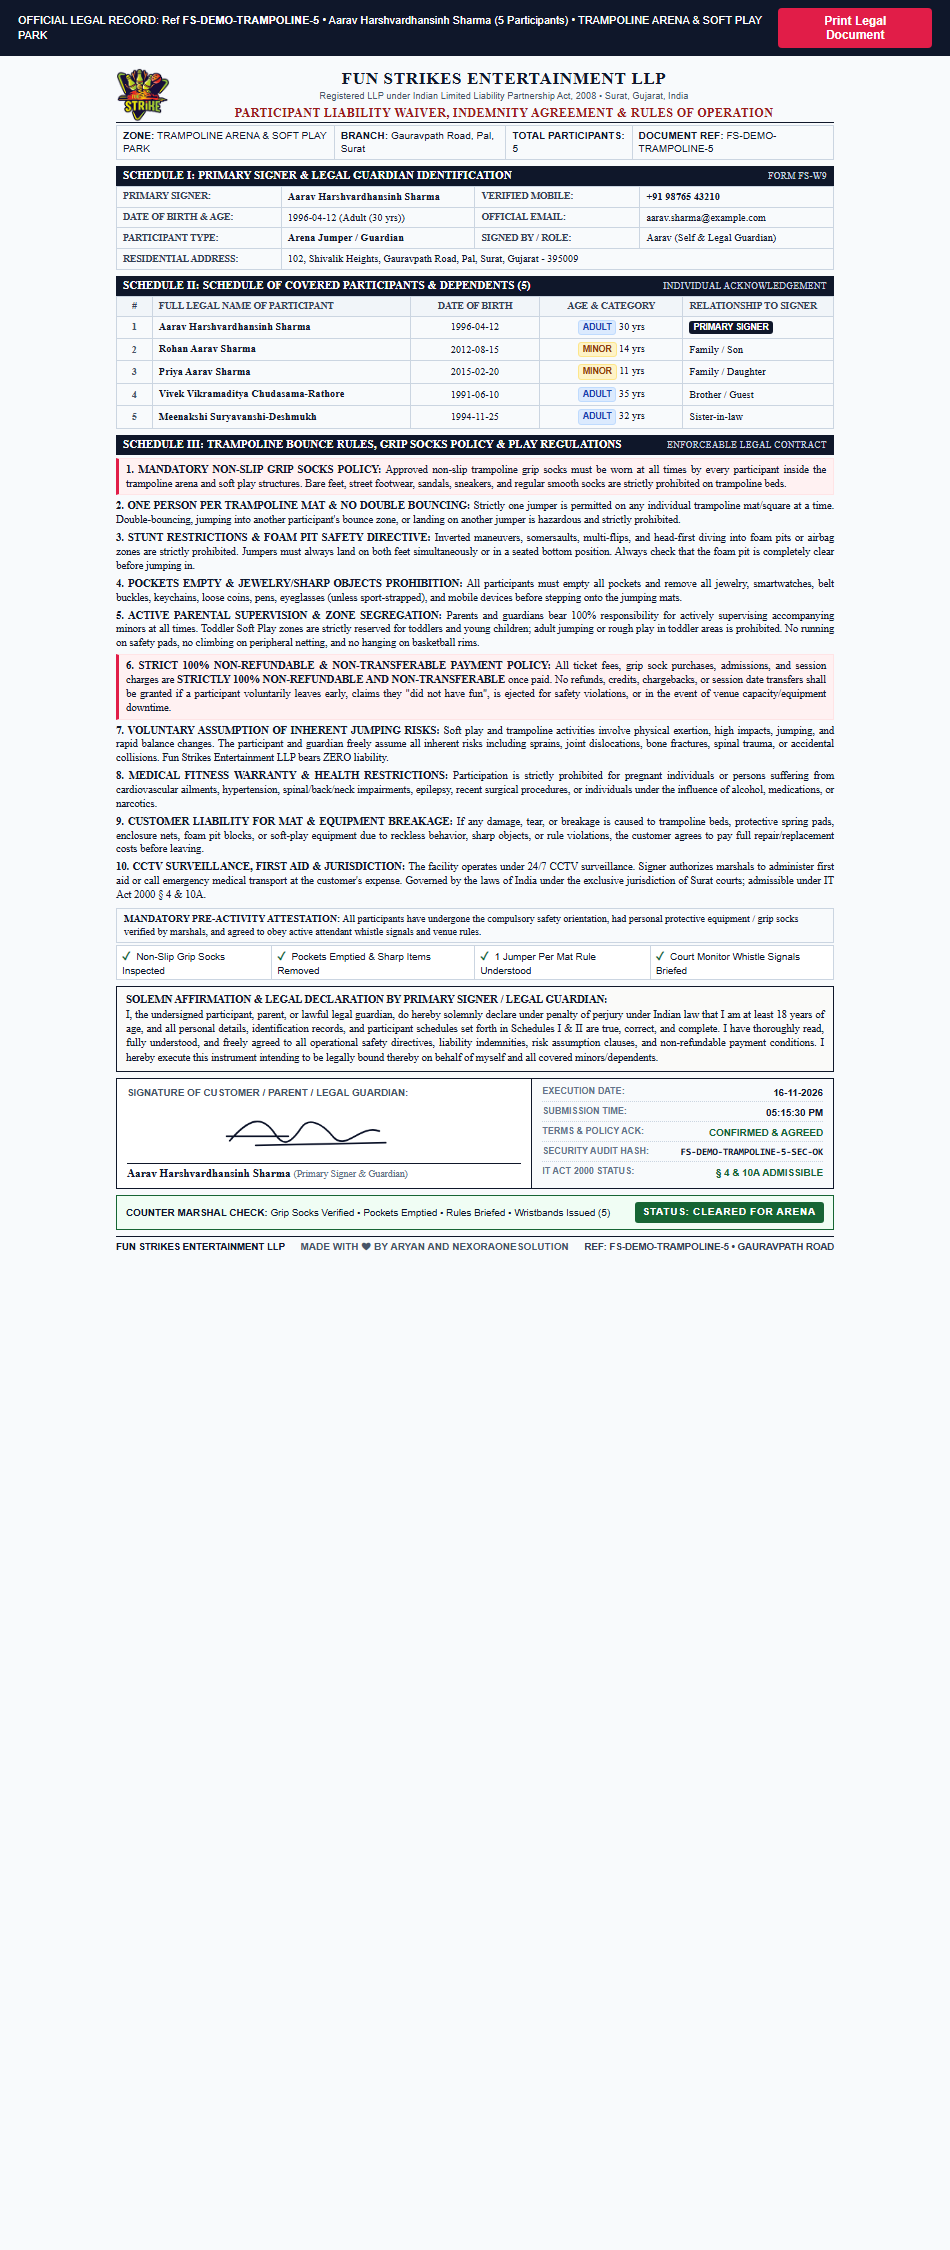 OFFICIAL LEGAL RECORD: Ref FS-DEMO-TRAMPOLINE-5 • Aarav Harshvardhansinh Sharma (5 Participants) • TRAMPOLINE ARENA & SOFT PLAY
PARK
Print Legal
Document
STRIKE
FUN STRIKES ENTERTAINMENT LLP
Registered LLP under Indian Limited Liability Partnership Act, 2008 • Surat, Gujarat, India
PARTICIPANT LIABILITY WAIVER, INDEMNITY AGREEMENT & RULES OF OPERATION
ZONE: TRAMPOLINE ARENA & SOFT PLAY
PARK
BRANCH: Gauravpath Road, Pal,
Surat
TOTAL PARTICIPANTS:
5
DOCUMENT REF: FS-DEMO-
TRAMPOLINE-5
SCHEDULE I: PRIMARY SIGNER & LEGAL GUARDIAN IDENTIFICATION FORM FS-W9
PRIMARY SIGNER: Aarav Harshvardhansinh Sharma VERIFIED MOBILE: +91 98765 43210
DATE OF BIRTH & AGE: 1996-04-12 (Adult (30 yrs)) OFFICIAL EMAIL: aarav.sharma@example.com
PARTICIPANT TYPE: Arena Jumper / Guardian SIGNED BY / ROLE: Aarav (Self & Legal Guardian)
RESIDENTIAL ADDRESS: 102, Shivalik Heights, Gauravpath Road, Pal, Surat, Gujarat - 395009
SCHEDULE II: SCHEDULE OF COVERED PARTICIPANTS & DEPENDENTS (5) INDIVIDUAL ACKNOWLEDGEMENT
# FULL LEGAL NAME OF PARTICIPANT DATE OF BIRTH AGE & CATEGORY RELATIONSHIP TO SIGNER
1 Aarav Harshvardhansinh Sharma 1996-04-12 ADULT 30 yrs PRIMARY SIGNER
2 Rohan Aarav Sharma 2012-08-15 MINOR 14 yrs Family / Son
3 Priya Aarav Sharma 2015-02-20 MINOR 11 yrs Family / Daughter
4 Vivek Vikramaditya Chudasama-Rathore 1991-06-10 ADULT 35 yrs Brother / Guest
5 Meenakshi Suryavanshi-Deshmukh 1994-11-25 ADULT 32 yrs Sister-in-law
SCHEDULE III: TRAMPOLINE BOUNCE RULES, GRIP SOCKS POLICY & PLAY REGULATIONS ENFORCEABLE LEGAL CONTRACT
1. MANDATORY NON-SLIP GRIP SOCKS POLICY: Approved non-slip trampoline grip socks must be worn at all times by every participant inside the
trampoline arena and soft play structures. Bare feet, street footwear, sandals, sneakers, and regular smooth socks are strictly prohibited on trampoline beds.
2. ONE PERSON PER TRAMPOLINE MAT & NO DOUBLE BOUNCING: Strictly one jumper is permitted on any individual trampoline mat/square at a time.
Double-bouncing, jumping into another participant's bounce zone, or landing on another jumper is hazardous and strictly prohibited.
3. STUNT RESTRICTIONS & FOAM PIT SAFETY DIRECTIVE: Inverted maneuvers, somersaults, multi-flips, and head-first diving into foam pits or airbag
zones are strictly prohibited. Jumpers must always land on both feet simultaneously or in a seated bottom position. Always check that the foam pit is completely clear
before jumping in.
4. POCKETS EMPTY & JEWELRY/SHARP OBJECTS PROHIBITION: All participants must empty all pockets and remove all jewelry, smartwatches, belt
buckles, keychains, loose coins, pens, eyeglasses (unless sport-strapped), and mobile devices before stepping onto the jumping mats.
5. ACTIVE PARENTAL SUPERVISION & ZONE SEGREGATION: Parents and guardians bear 100% responsibility for actively supervising accompanying
minors at all times. Toddler Soft Play zones are strictly reserved for toddlers and young children; adult jumping or rough play in toddler areas is prohibited. No running
on safety pads, no climbing on peripheral netting, and no hanging on basketball rims.
6. STRICT 100% NON-REFUNDABLE & NON-TRANSFERABLE PAYMENT POLICY: All ticket fees, grip sock purchases, admissions, and session
charges are STRICTLY 100% NON-REFUNDABLE AND NON-TRANSFERABLE once paid. No refunds, credits, chargebacks, or session date transfers shall
be granted if a participant voluntarily leaves early, claims they "did not have fun", is ejected for safety violations, or in the event of venue capacity/equipment
downtime.
7. VOLUNTARY ASSUMPTION OF INHERENT JUMPING RISKS: Soft play and trampoline activities involve physical exertion, high impacts, jumping, and
rapid balance changes. The participant and guardian freely assume all inherent risks including sprains, joint dislocations, bone fractures, spinal trauma, or accidental
collisions. Fun Strikes Entertainment LLP bears ZERO liability.
8. MEDICAL FITNESS WARRANTY & HEALTH RESTRICTIONS: Participation is strictly prohibited for pregnant individuals or persons suffering from
cardiovascular ailments, hypertension, spinal/back/neck impairments, epilepsy, recent surgical procedures, or individuals under the influence of alcohol, medications, or
narcotics.
9. CUSTOMER LIABILITY FOR MAT & EQUIPMENT BREAKAGE: If any damage, tear, or breakage is caused to trampoline beds, protective spring pads,
enclosure nets, foam pit blocks, or soft-play equipment due to reckless behavior, sharp objects, or rule violations, the customer agrees to pay full repair/replacement
costs before leaving.
10. CCTV SURVEILLANCE, FIRST AID & JURISDICTION: The facility operates under 24/7 CCTV surveillance. Signer authorizes marshals to administer first
aid or call emergency medical transport at the customer's expense. Governed by the laws of India under the exclusive jurisdiction of Surat courts; admissible under IT
Act 2000 § 4 & 10A.
MANDATORY PRE-ACTIVITY ATTESTATION: All participants have undergone the compulsory safety orientation, had personal protective equipment / grip socks
verified by marshals, and agreed to obey active attendant whistle signals and venue rules.
✓ Non-Slip Grip Socks
Inspected
✓ Pockets Emptied & Sharp Items
Removed
✓ 1 Jumper Per Mat Rule
Understood
✓ Court Monitor Whistle Signals
Briefed
SOLEMN AFFIRMATION & LEGAL DECLARATION BY PRIMARY SIGNER / LEGAL GUARDIAN:
I, the undersigned participant, parent, or lawful legal guardian, do hereby solemnly declare under penalty of perjury under Indian law that I am at least 18 years of
age, and all personal details, identification records, and participant schedules set forth in Schedules I & II are true, correct, and complete. I have thoroughly read,
fully understood, and freely agreed to all operational safety directives, liability indemnities, risk assumption clauses, and non-refundable payment conditions. I
hereby execute this instrument intending to be legally bound thereby on behalf of myself and all covered minors/dependents.
SIGNATURE OF CUSTOMER / PARENT / LEGAL GUARDIAN:
Aarav Harshvardhansinh Sharma (Primary Signer & Guardian)
EXECUTION DATE: 16-11-2026
SUBMISSION TIME: 05:15:30 PM
TERMS & POLICY ACK: CONFIRMED & AGREED
SECURITY AUDIT HASH: FS-DEMO-TRAMPOLINE-5-SEC-OK
IT ACT 2000 STATUS: § 4 & 10A ADMISSIBLE
COUNTER MARSHAL CHECK: Grip Socks Verified • Pockets Emptied • Rules Briefed • Wristbands Issued (5) STATUS: CLEARED FOR ARENA
FUN STRIKES ENTERTAINMENT LLP MADE WITH ♥ BY ARYAN AND NEXORAONESOLUTION REF: FS-DEMO-TRAMPOLINE-5 • GAURAVPATH ROAD